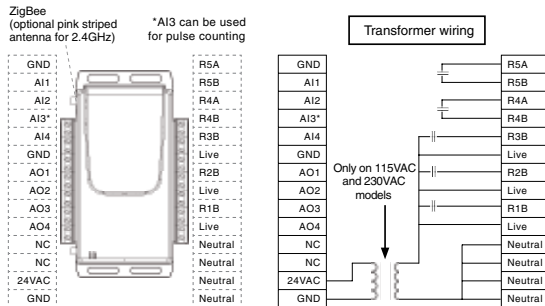 ZigBee
(optional pink striped
antenna for 2.4GHz)
*AI3 can be used
for pulse counting
GND
AI1
AI2
AI3*
AI4
GND
AO1
AO2
AO3
AO4
NC
NC
24VAC
GND
R5A
R5B
R4A
R4B
R3B
Live
R2B
Live
R1B
Live
Neutral
Neutral
Neutral
Neutral
Transformer wiring
GND
AI1
AI2
AI3*
AI4
GND
AO1
AO2
AO3
AO4
NC
NC
24VAC
GND
Only on 115VAC
and 230VAC
models
R5A
R5B
R4A
R4B
R3B
Live
R2B
Live
R1B
Live
Neutral
Neutral
Neutral
Neutral